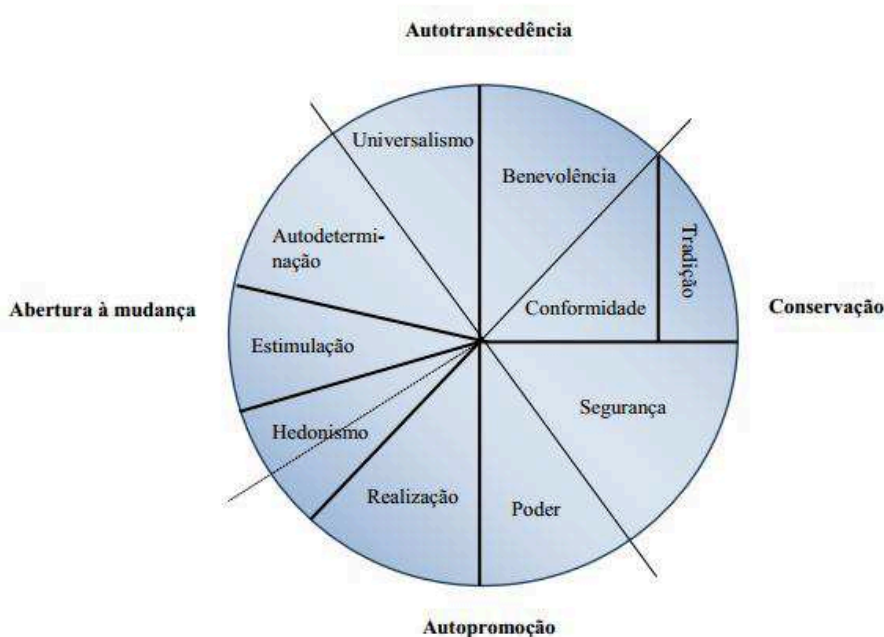 Autotranscedência
Universalismo
Benevolência
Autodetermi-
nação
Tradição
Abertura à mudança
Conformidade
Conservação
Estimulação
Segurança
Hedonismo
Realização
Poder
Autopromoção